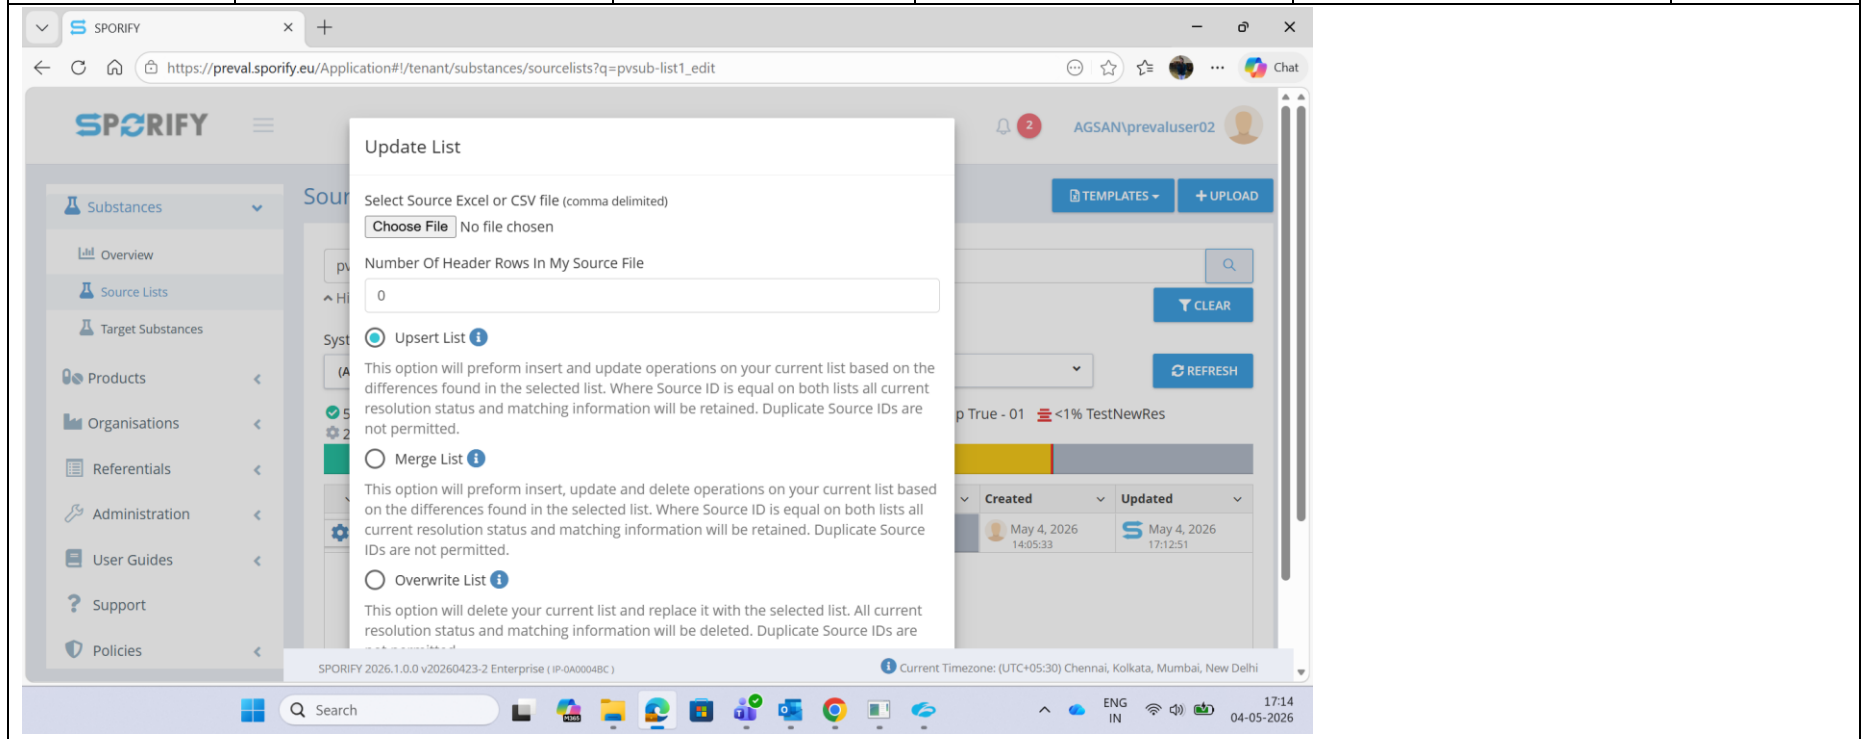 SPORIFY
https://preval.sporify.eu/Application#!/tenant/substances/sourcelists?q=pvsub-list1_edit
Chat
SPORIFY
2
AGSAN\prevaluser02
Update List
Substances
Sour
TEMPLATES
+ UPLOAD
Select Source Excel or CSV file (comma delimited)
Choose File No file chosen
Overview
Number Of Header Rows In My Source File
pv
Source Lists
0
Hi
CLEAR
Target Substances
Syst
Upsert List
This option will preform insert and update operations on your current list based on the
differences found in the selected list. Where Source ID is equal on both lists all current
resolution status and matching information will be retained. Duplicate Source IDs are
not permitted.
Products
(A
REFRESH
Organisations
5
p True - 01 <1% TestNewRes
2
Merge List
This option will preform insert, update and delete operations on your current list based
on the differences found in the selected list. Where Source ID is equal on both lists all
current resolution status and matching information will be retained. Duplicate Source
IDs are not permitted.
Referentials
Created
Updated
Administration
May 4, 2026
14:05:33
May 4, 2026
17:12:51
User Guides
Overwrite List
This option will delete your current list and replace it with the selected list. All current
resolution status and matching information will be deleted. Duplicate Source IDs are
Support
Policies
SPORIFY 2026.1.0.0 v20260423-2 Enterprise ( IP-0A0004BC )
Current Timezone: (UTC+05:30) Chennai, Kolkata, Mumbai, New Delhi
Search
M365
ENG
IN
17:14
04-05-2026